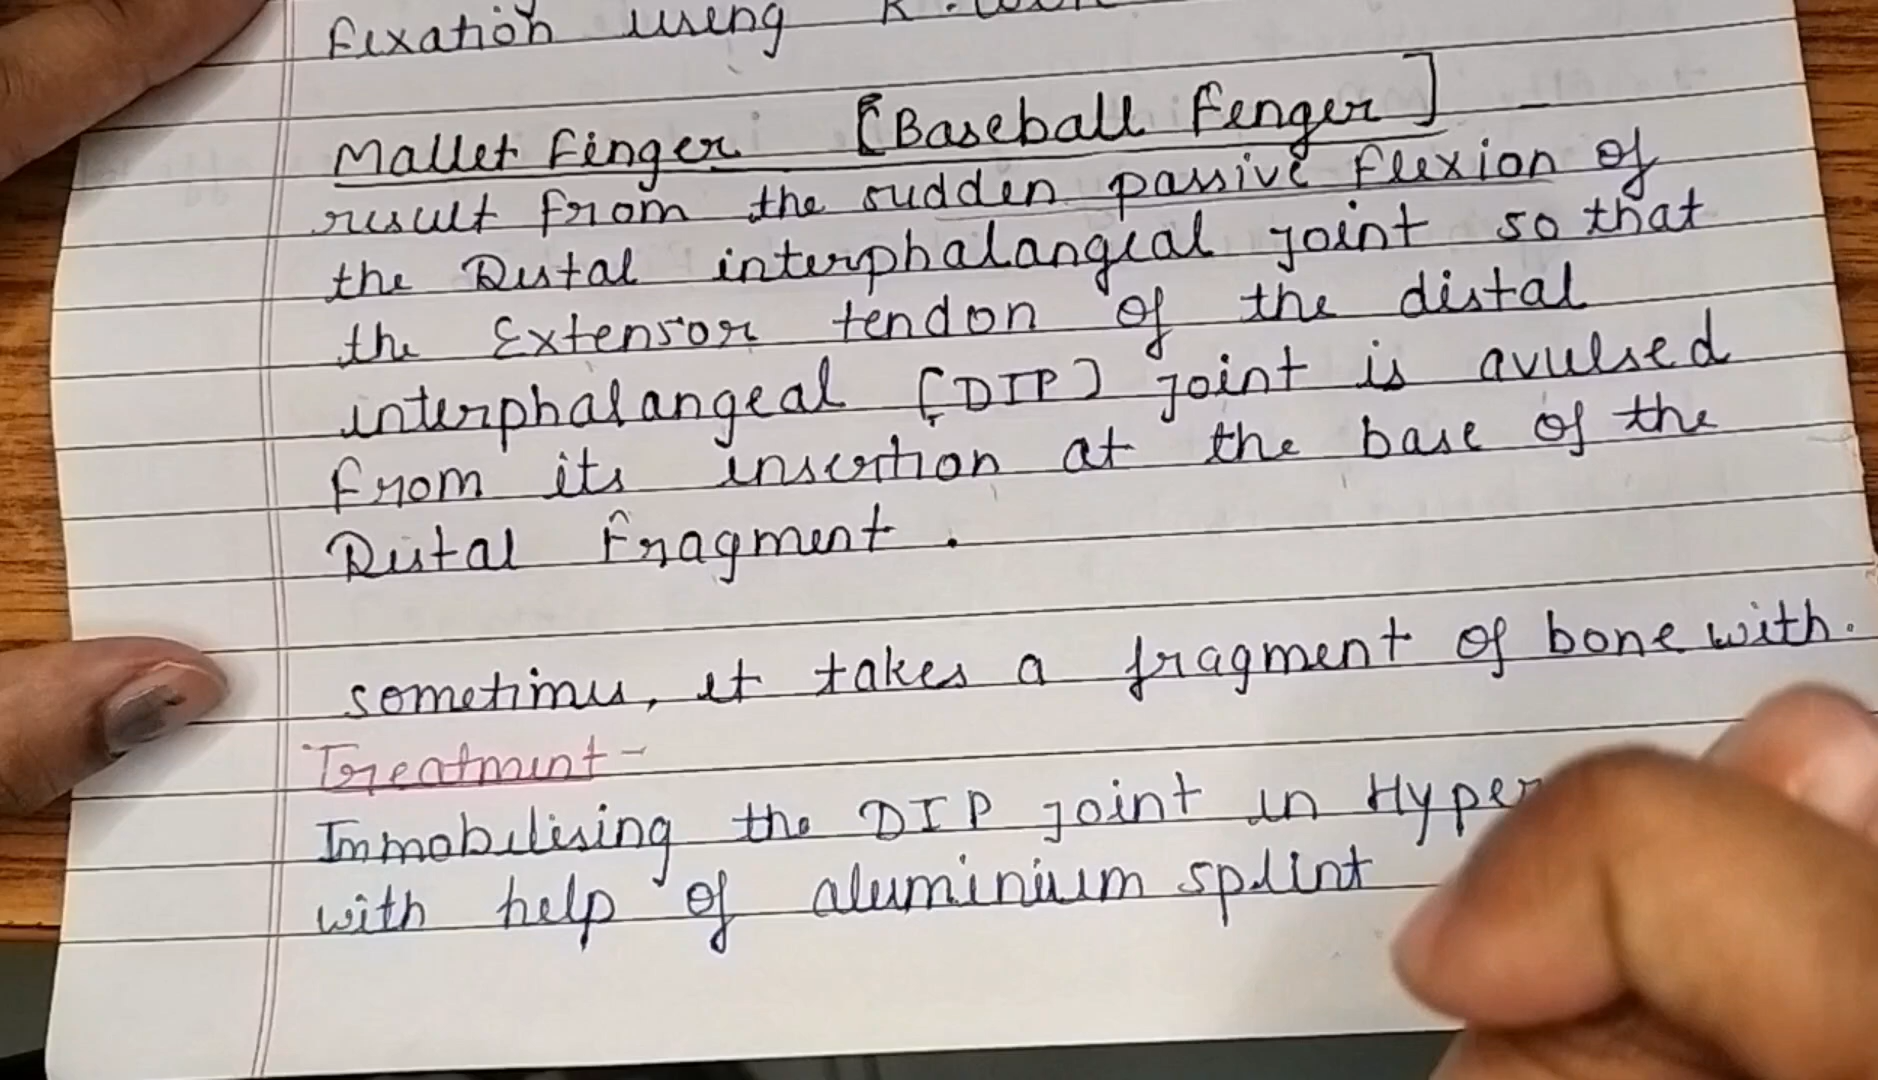 fixation using K.
Mallet finger [Baseball Finger] -
result from the sudden passive flexion of
the Distal interphalangeal joint so that
the Extensor tendon of the distal
interphalangeal [DIP] joint is avulsed
from its insertion at the base of the
Distal Fragment.
sometimes, it takes a fragment of bone with.
Treatment -
Immobilising the DIP joint in Hyper
with help of aluminium splint